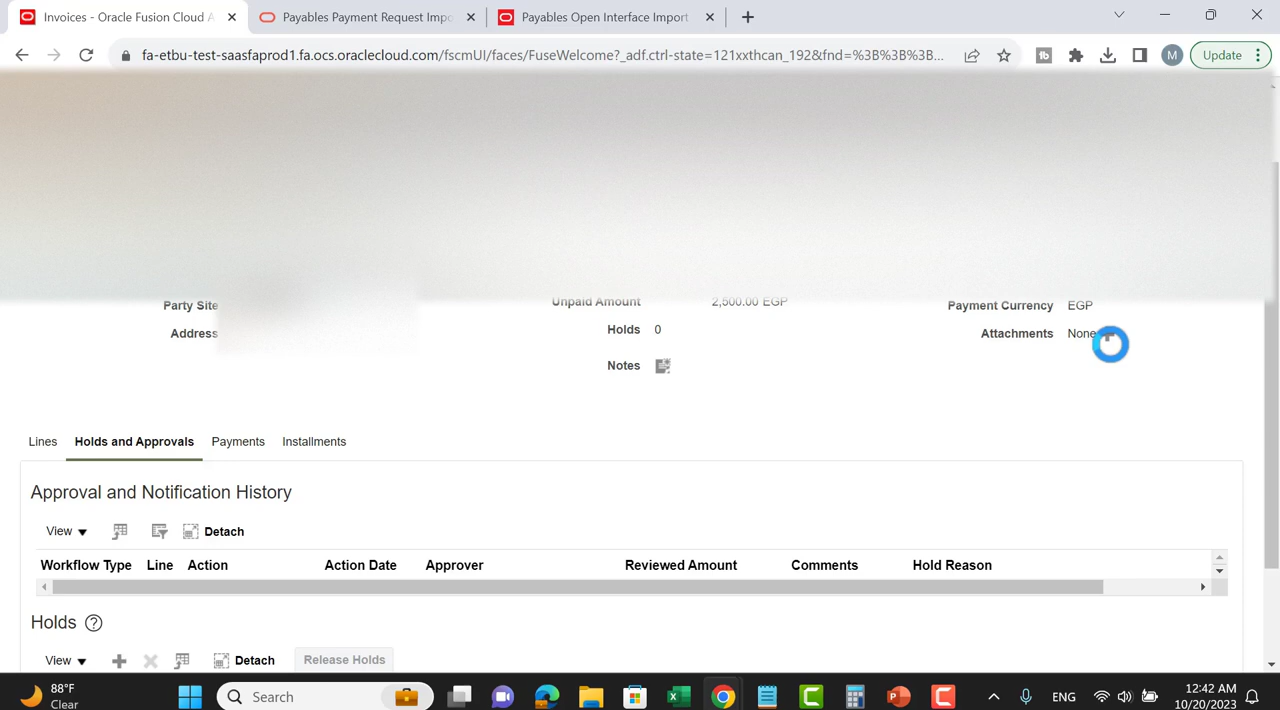 Invoices - Oracle Fusion Cloud A
Payables Payment Request Impo
Payables Open Interface Import
fa-etbu-test-saasfaprod1.fa.ocs.oraclecloud.com/fscmUI/faces/FuseWelcome?_adf.ctrl-state=121xxthcan_192&fnd=%3B%3B%3B...
tb
M
Update
Party Site
Unpaid Amount 2,500.00 EGP
Payment Currency EGP
Address
Holds 0
Attachments None
Notes
Lines Holds and Approvals Payments Installments
Approval and Notification History
View Detach
Workflow Type Line Action Action Date Approver Reviewed Amount Comments Hold Reason
Holds ?
View Detach Release Holds
88°F
Clear
Search
ENG
12:42 AM
10/20/2023